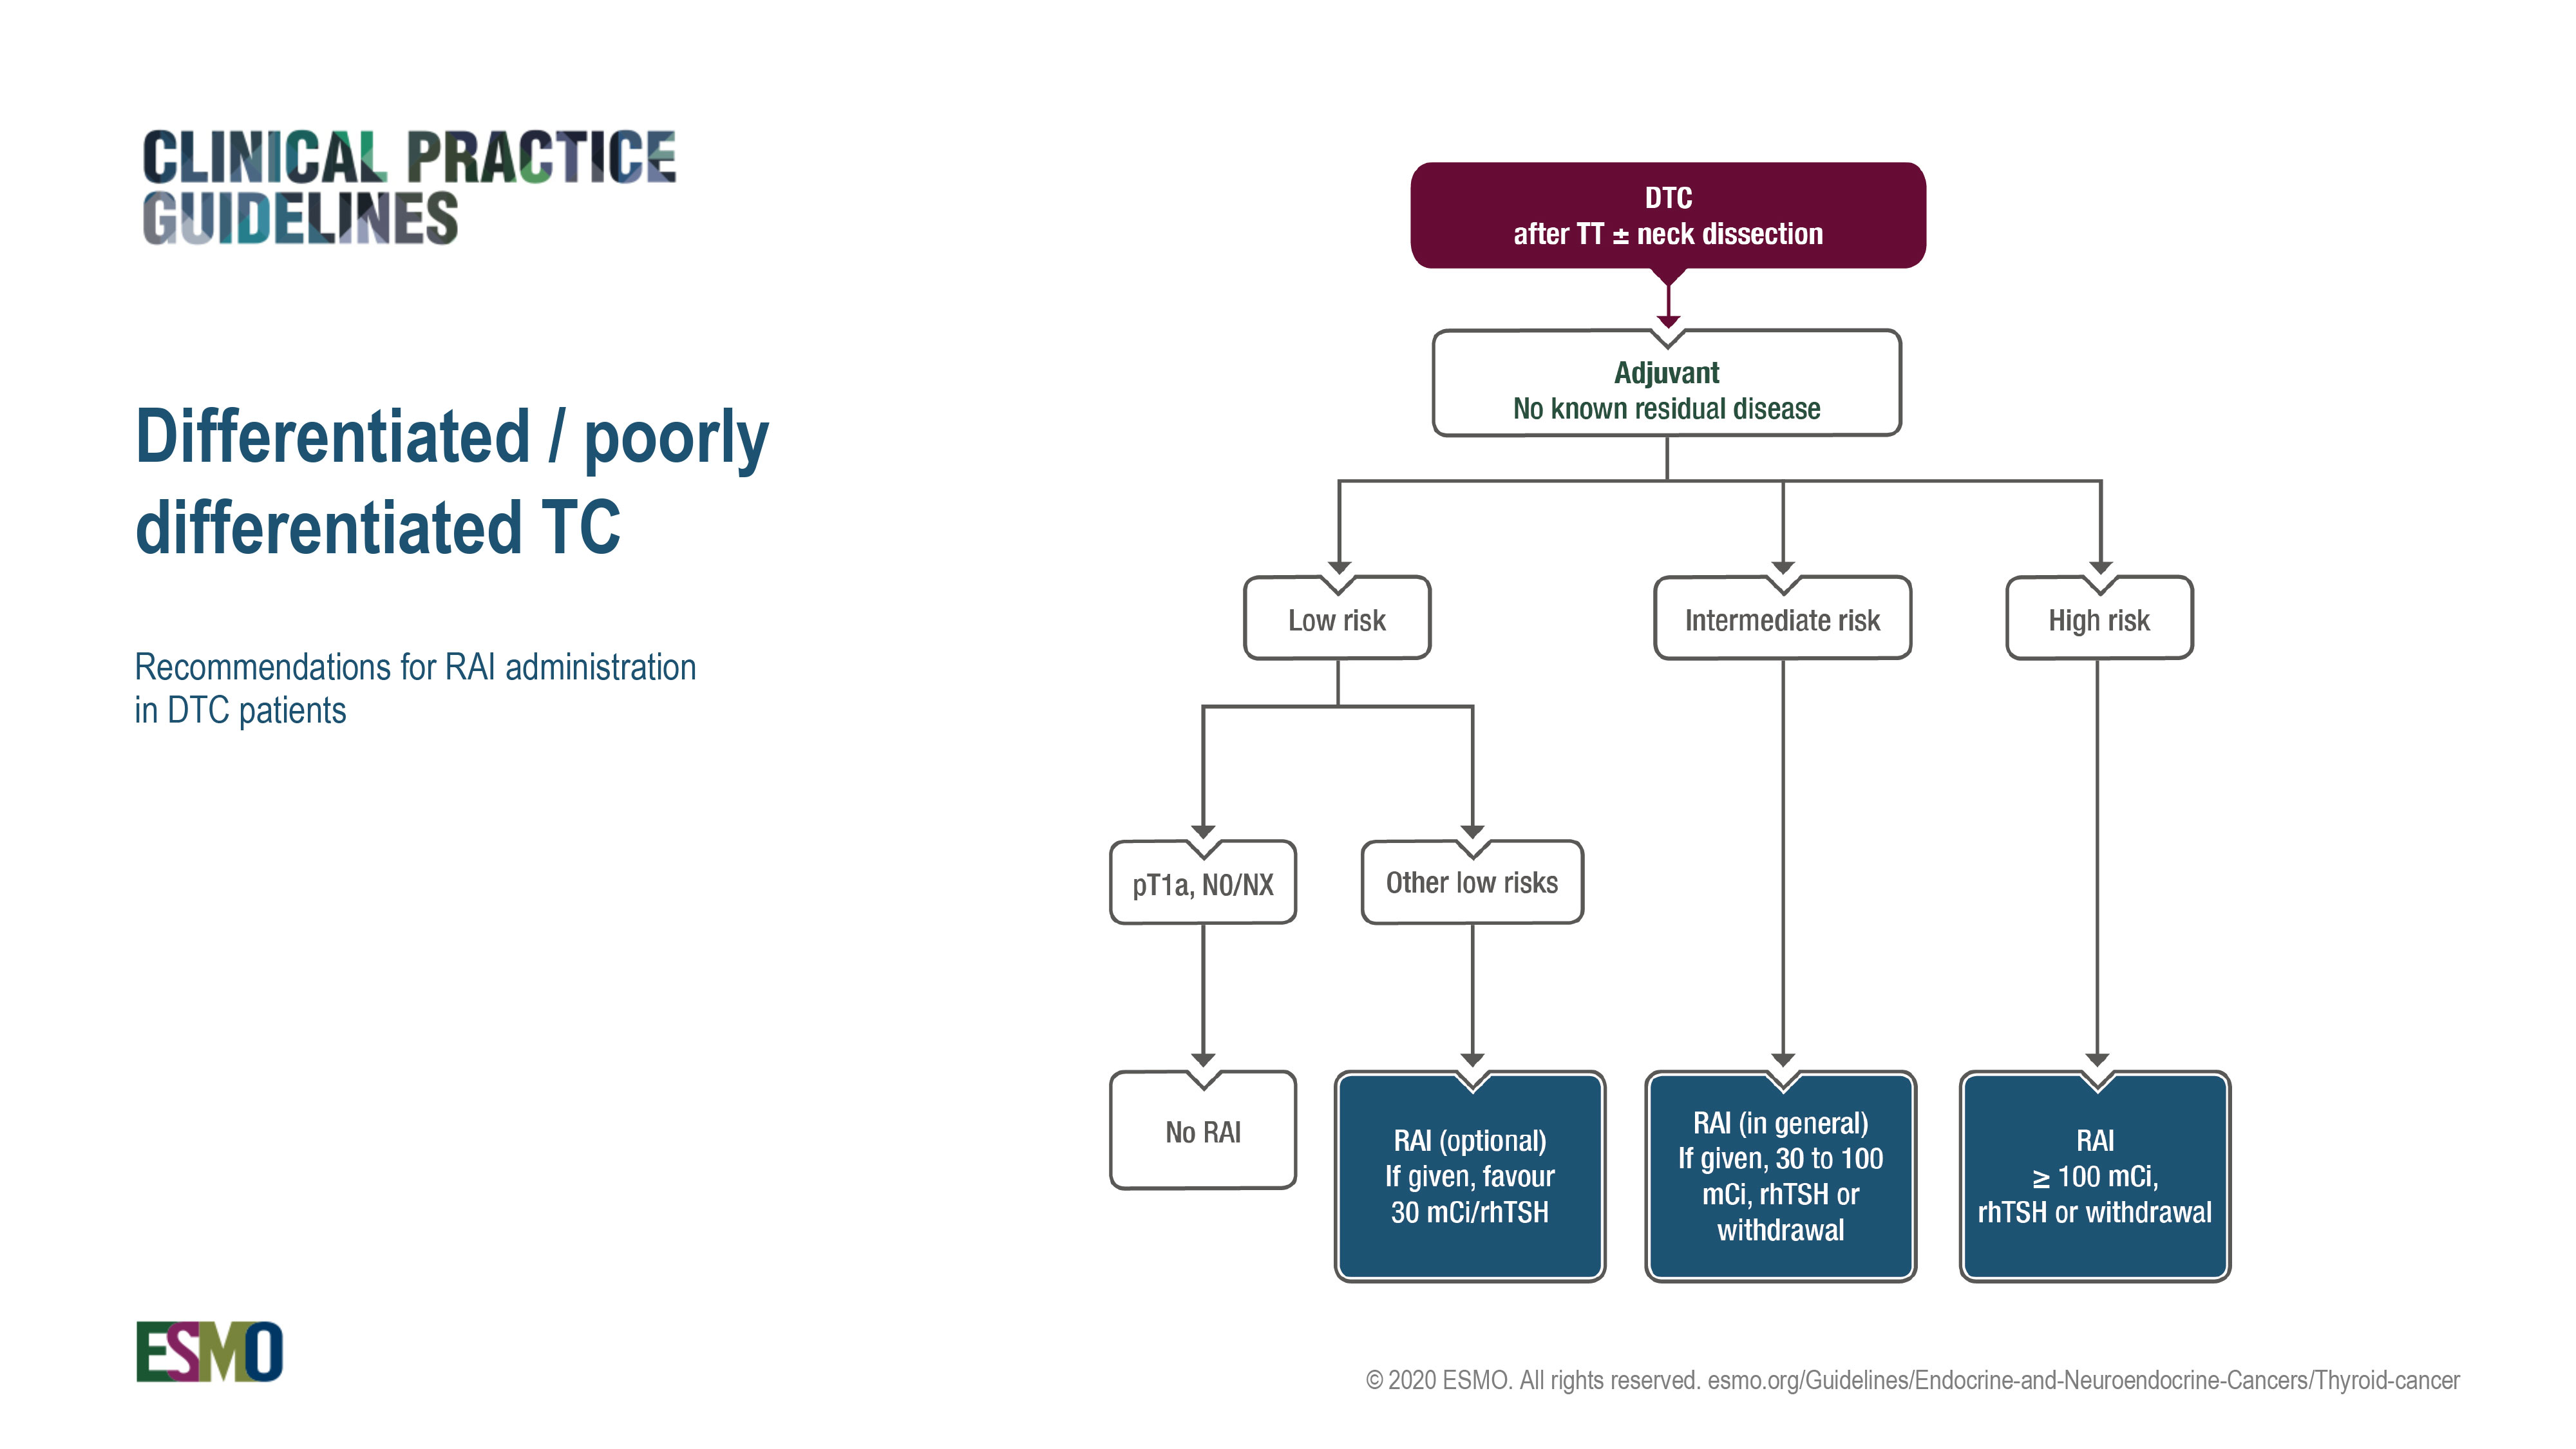 CLINICAL PRACTICE
GUIDELINES
Differentiated / poorly
differentiated TC
Recommendations for RAI administration
in DTC patients
DTC
after TT ± neck dissection
Adjuvant
No known residual disease
Low risk
Intermediate risk
High risk
pT1a, N0/NX
Other low risks
No RAI
RAI (optional)
If given, favour
30 mCi/rhTSH
RAI (in general)
If given, 30 to 100
mCi, rhTSH or
withdrawal
RAI
≥ 100 mCi,
rhTSH or withdrawal
ESMO
© 2020 ESMO. All rights reserved. esmo.org/Guidelines/Endocrine-and-Neuroendocrine-Cancers/Thyroid-cancer